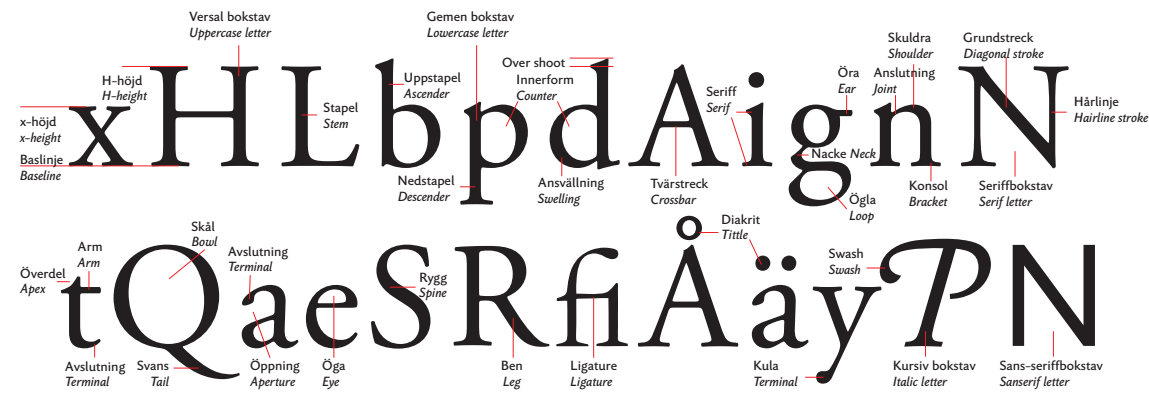 Versal bokstav
Uppercase letter
Gemen bokstav
Lowercase letter
Skuldra
Shoulder
Grundstreck
Diagonal stroke
H–höjd
H–height
Uppstapel
Ascender
Over shoot
Innerform
Counter
Seriff
Serif
Öra
Ear
Anslutning
Joint
Stapel
Stem
Hårlinje
Hairline stroke
x-höjd
x–height
Baslinje
Baseline
xHLbpdAignN
Nacke Neck
Nedstapel
Descender
Ansvällning
Swelling
Tvärstreck
Crossbar
Ögla
Loop
Konsol
Bracket
Seriffbokstav
Serif letter
Skål
Bowl
Diakrit
Tittle
Arm
Arm
Avslutning
Terminal
Swash
Swash
Överdel
Apex
Rygg
Spine
tQaeSRfiÅäyPN
Avslutning
Terminal
Svans
Tail
Öppning
Aperture
Öga
Eye
Ben
Leg
Ligature
Ligature
Kula
Terminal
Kursiv bokstav
Italic letter
Sans-seriffbokstav
Sanserif letter